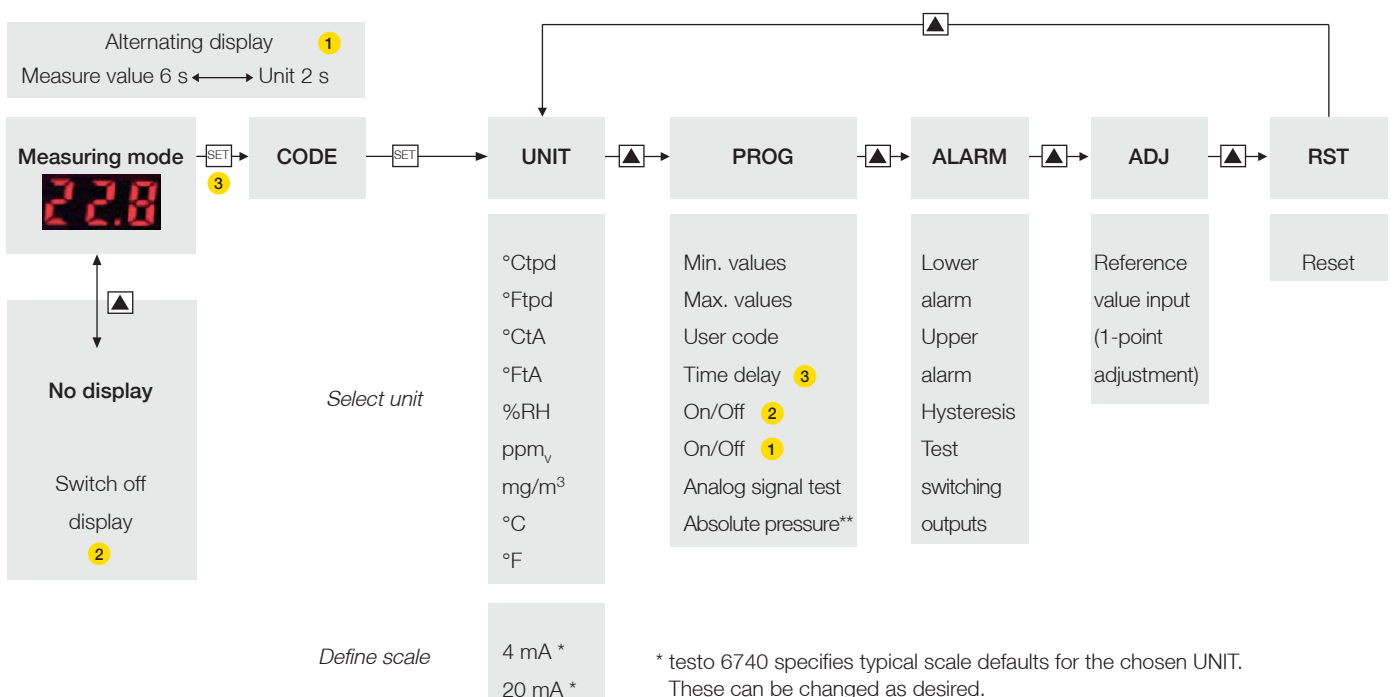 Alternating display 1
Measure value 6 s Unit 2 s
Measuring mode
22.8
SET
3
CODE
SET
UNIT
PROG
ALARM
ADJ
RST
No display
Switch off
display
2
Select unit
°Ctpd
°Ftpd
°CtA
°FtA
%RH
ppmv
mg/m³
°C
°F
Define scale
4 mA *
20 mA *
Min. values
Max. values
User code
Time delay 3
On/Off 2
On/Off 1
Analog signal test
Absolute pressure**
Lower
alarm
Upper
alarm
Hysteresis
Test
switching
outputs
Reference
value input
(1-point
adjustment)
Reset
* testo 6740 specifies typical scale defaults for the chosen UNIT.
These can be changed as desired.